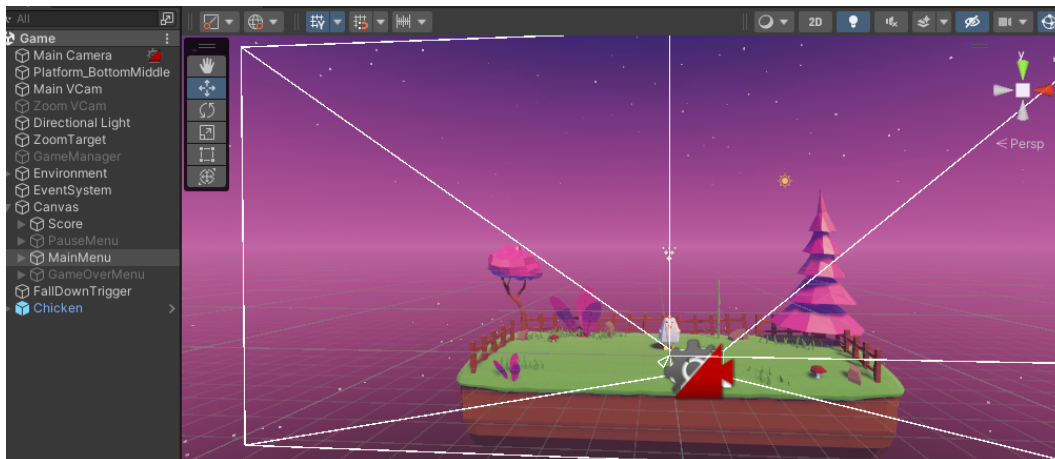 All
Game
Main Camera
Platform_BottomMiddle
Main VCam
Zoom VCam
Directional Light
ZoomTarget
GameManager
Environment
EventSystem
Canvas
Score
PauseMenu
MainMenu
GameOverMenu
FallDownTrigger
Chicken
2D
y
Persp